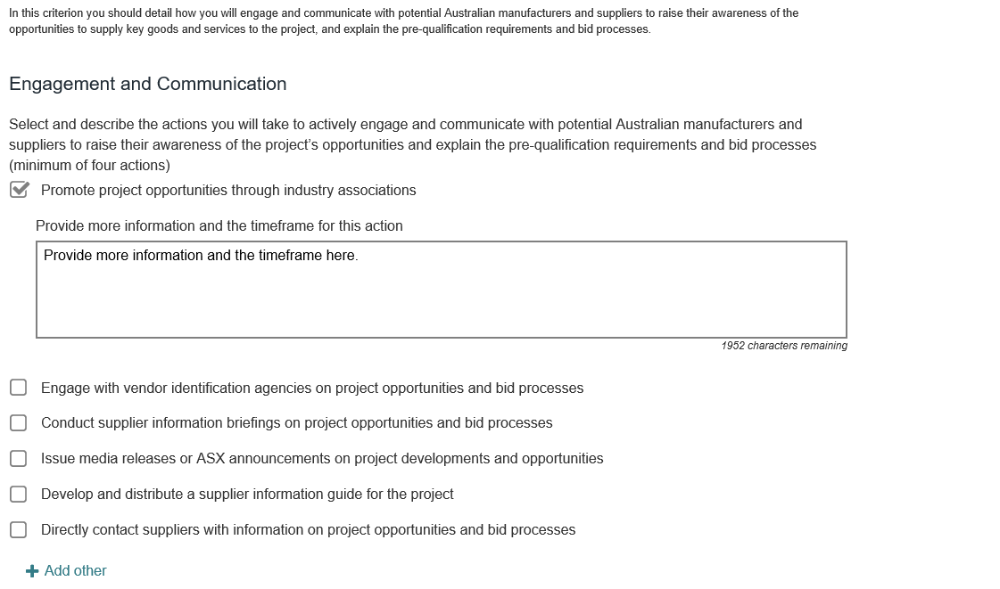 In this criterion you should detail how you will engage and communicate with potential Australian manufacturers and suppliers to raise their awareness of the
opportunities to supply key goods and services to the project, and explain the pre-qualification requirements and bid processes.
Engagement and Communication
Select and describe the actions you will take to actively engage and communicate with potential Australian manufacturers and
suppliers to raise their awareness of the project's opportunities and explain the pre-qualification requirements and bid processes
(minimum of four actions)
Promote project opportunities through industry associations
Provide more information and the timeframe for this action
Provide more information and the timeframe here.
1952 characters remaining
Engage with vendor identification agencies on project opportunities and bid processes
Conduct supplier information briefings on project opportunities and bid processes
Issue media releases or ASX announcements on project developments and opportunities
Develop and distribute a supplier information guide for the project
Directly contact suppliers with information on project opportunities and bid processes
Add other